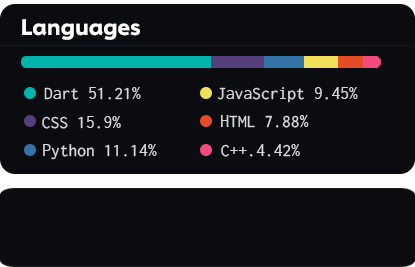 Languages
Dart 51.21%
JavaScript 9.45%
CSS 15.9%
HTML 7.88%
Python 11.14%
C++.4.42%